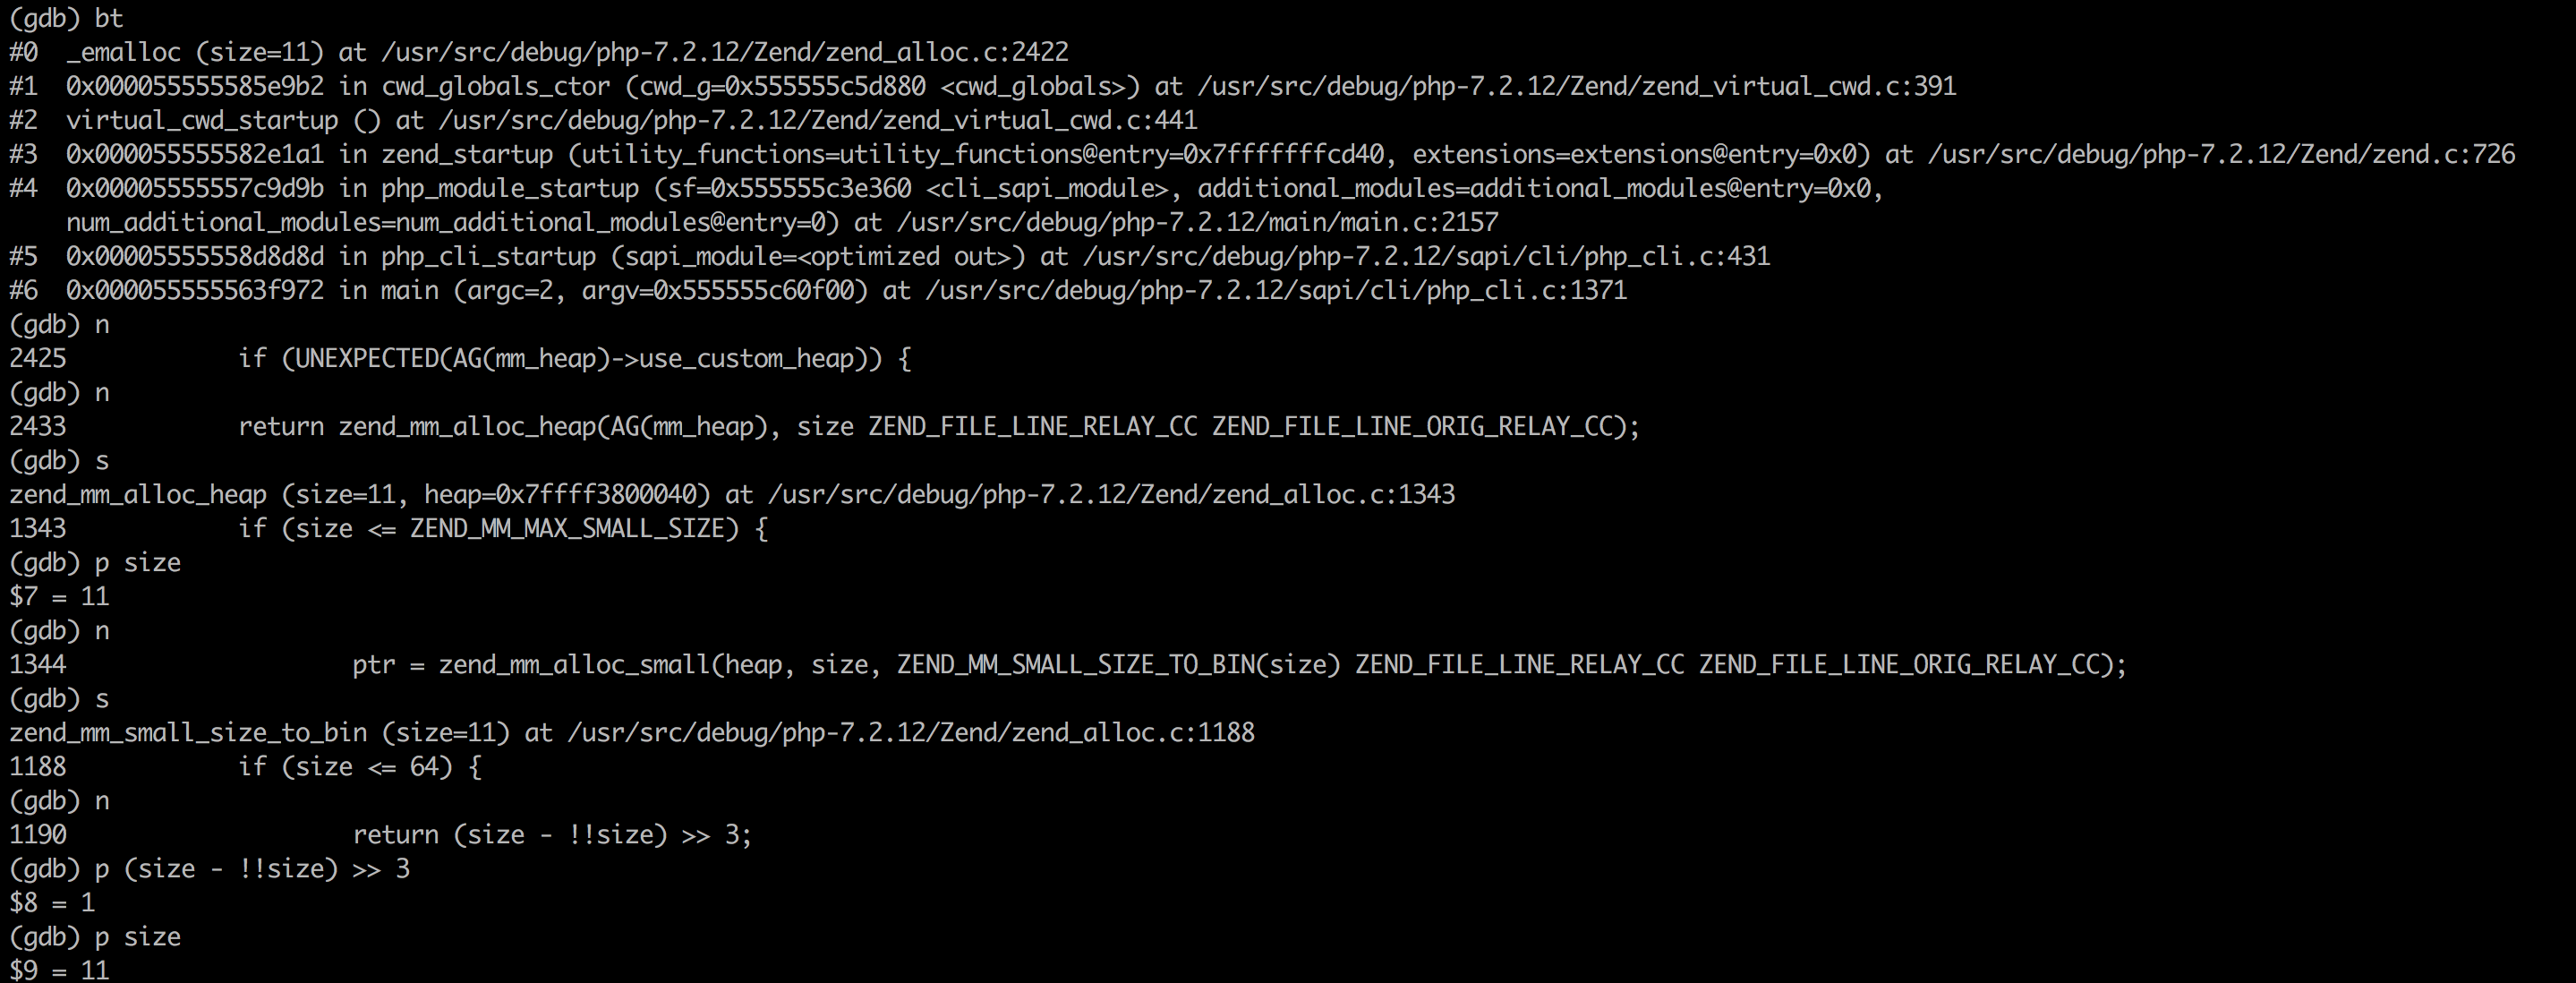 (gdb) bt
#0  _emalloc (size=11) at /usr/src/debug/php-7.2.12/Zend/zend_alloc.c:2422
#1  0x000055555585e9b2 in cwd_globals_ctor (cwd_g=0x555555c5d880 <cwd_globals>) at /usr/src/debug/php-7.2.12/Zend/zend_virtual_cwd.c:391
#2  virtual_cwd_startup () at /usr/src/debug/php-7.2.12/Zend/zend_virtual_cwd.c:441
#3  0x000055555582e1a1 in zend_startup (utility_functions=utility_functions@entry=0x7fffffffcd40, extensions=extensions@entry=0x0) at /usr/src/debug/php-7.2.12/Zend/zend.c:726
#4  0x00005555557c9d9b in php_module_startup (sf=0x555555c3e360 <cli_sapi_module>, additional_modules=additional_modules@entry=0x0,
    num_additional_modules=num_additional_modules@entry=0) at /usr/src/debug/php-7.2.12/main/main.c:2157
#5  0x00005555558d8d8d in php_cli_startup (sapi_module=<optimized out>) at /usr/src/debug/php-7.2.12/sapi/cli/php_cli.c:431
#6  0x000055555563f972 in main (argc=2, argv=0x555555c60f00) at /usr/src/debug/php-7.2.12/sapi/cli/php_cli.c:1371
(gdb) n
2425            if (UNEXPECTED(AG(mm_heap)->use_custom_heap)) {
(gdb) n
2433            return zend_mm_alloc_heap(AG(mm_heap), size ZEND_FILE_LINE_RELAY_CC ZEND_FILE_LINE_ORIG_RELAY_CC);
(gdb) s
zend_mm_alloc_heap (size=11, heap=0x7ffff3800040) at /usr/src/debug/php-7.2.12/Zend/zend_alloc.c:1343
1343            if (size <= ZEND_MM_MAX_SMALL_SIZE) {
(gdb) p size
$7 = 11
(gdb) n
1344                    ptr = zend_mm_alloc_small(heap, size, ZEND_MM_SMALL_SIZE_TO_BIN(size) ZEND_FILE_LINE_RELAY_CC ZEND_FILE_LINE_ORIG_RELAY_CC);
(gdb) s
zend_mm_small_size_to_bin (size=11) at /usr/src/debug/php-7.2.12/Zend/zend_alloc.c:1188
1188            if (size <= 64) {
(gdb) n
1190                    return (size - !!size) >> 3;
(gdb) p (size - !!size) >> 3
$8 = 1
(gdb) p size
$9 = 11